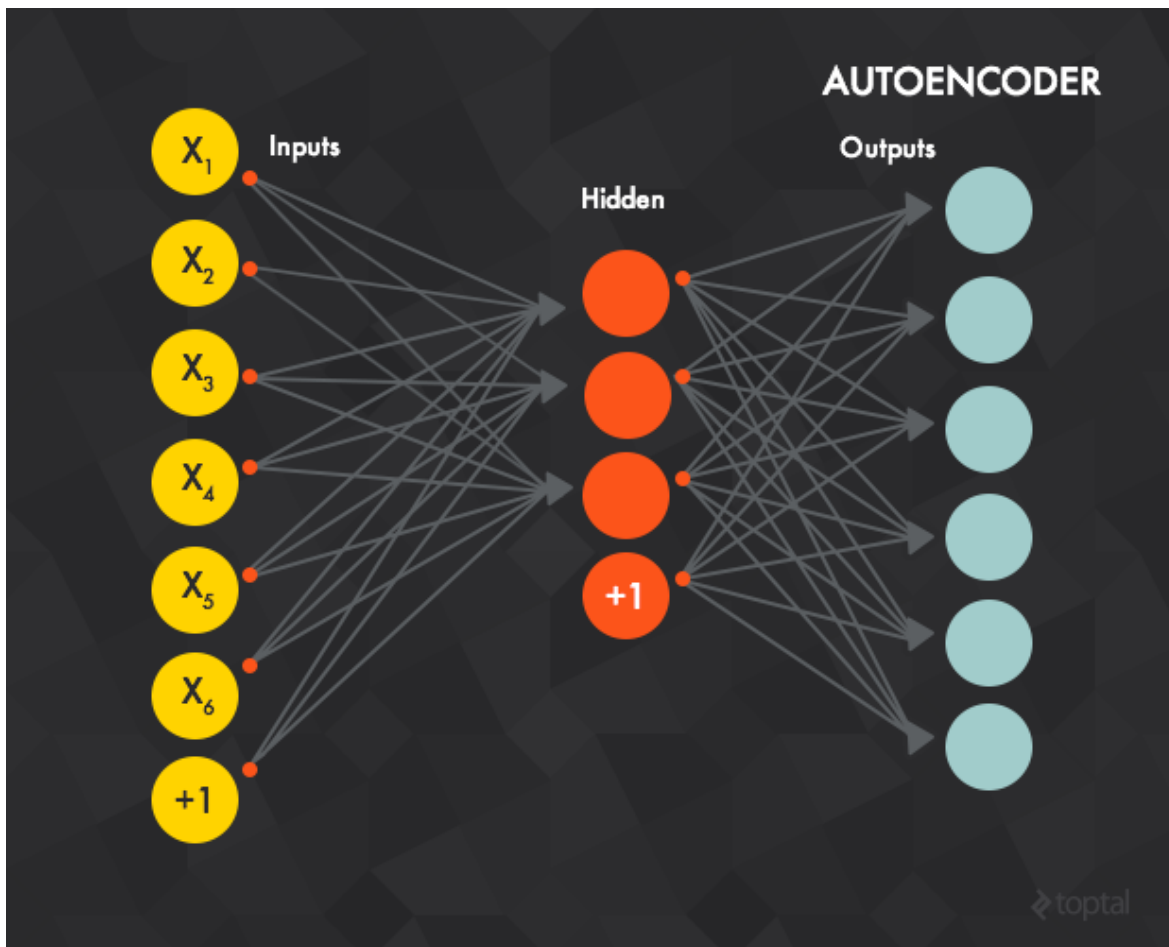 AUTOENCODER
Inputs
Hidden
Outputs
X₁
X₂
X₃
X₄
X₅
X₆
+1
+1
toptal